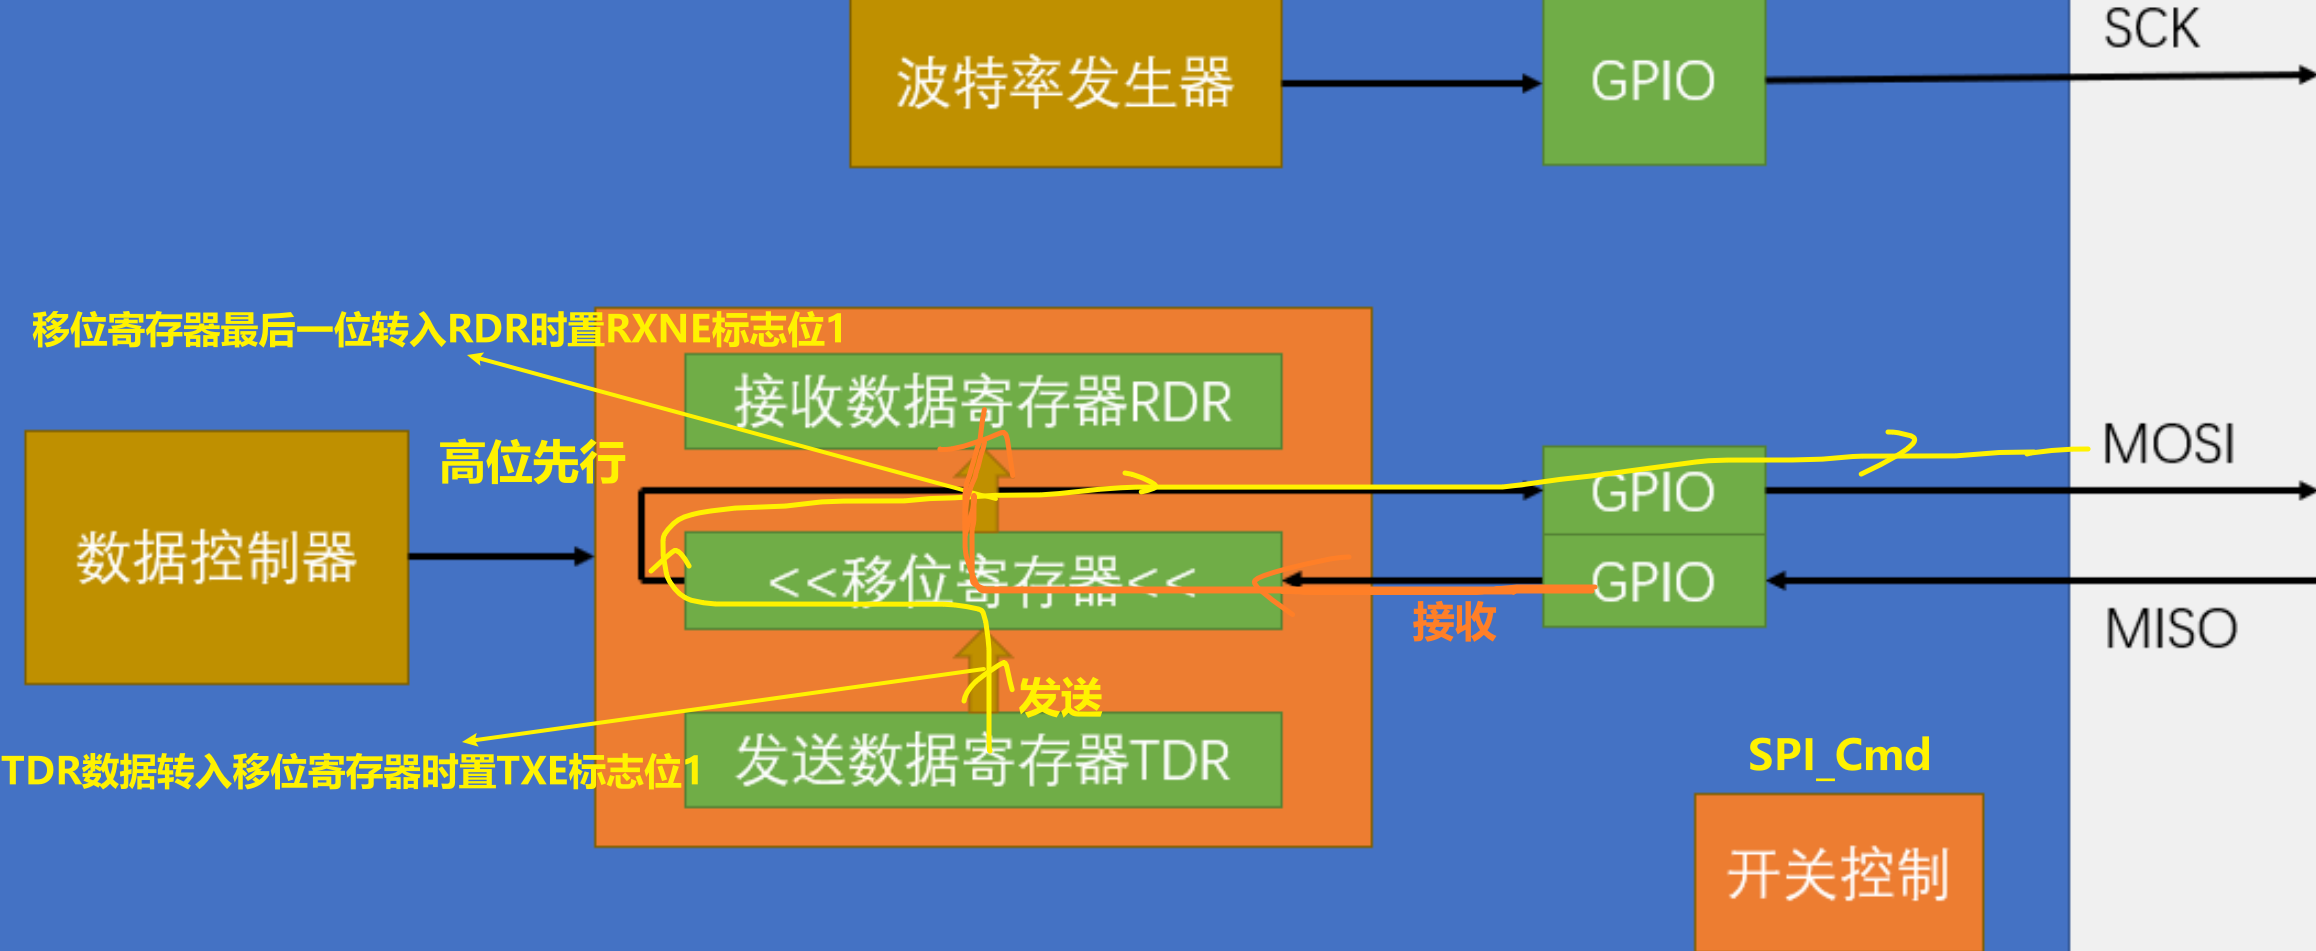 SCK
波特率发生器
GPIO
移位寄存器最后一位转入RDR时置RXNE标志位1
接收数据寄存器RDR
高位先行
MOSI
GPIO
数据控制器
<<移位寄存器<<
GPIO
接收
MISO
发送
发送数据寄存器TDR
TDR数据转入移位寄存器时置TXE标志位1
SPI_Cmd
开关控制